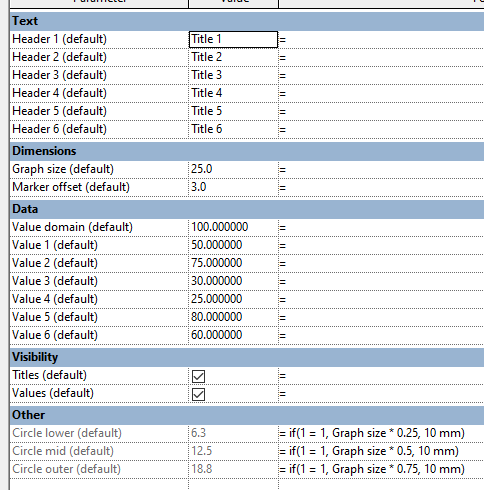 Parameter Value
Text
Header 1 (default) Title 1 =
Header 2 (default) Title 2 =
Header 3 (default) Title 3 =
Header 4 (default) Title 4 =
Header 5 (default) Title 5 =
Header 6 (default) Title 6 =
Dimensions
Graph size (default) 25.0 =
Marker offset (default) 3.0 =
Data
Value domain (default) 100.000000 =
Value 1 (default) 50.000000 =
Value 2 (default) 75.000000 =
Value 3 (default) 30.000000 =
Value 4 (default) 25.000000 =
Value 5 (default) 80.000000 =
Value 6 (default) 60.000000 =
Visibility
Titles (default) =
Values (default) =
Other
Circle lower (default) 6.3 = if(1 = 1, Graph size * 0.25, 10 mm)
Circle mid (default) 12.5 = if(1 = 1, Graph size * 0.5, 10 mm)
Circle outer (default) 18.8 = if(1 = 1, Graph size * 0.75, 10 mm)